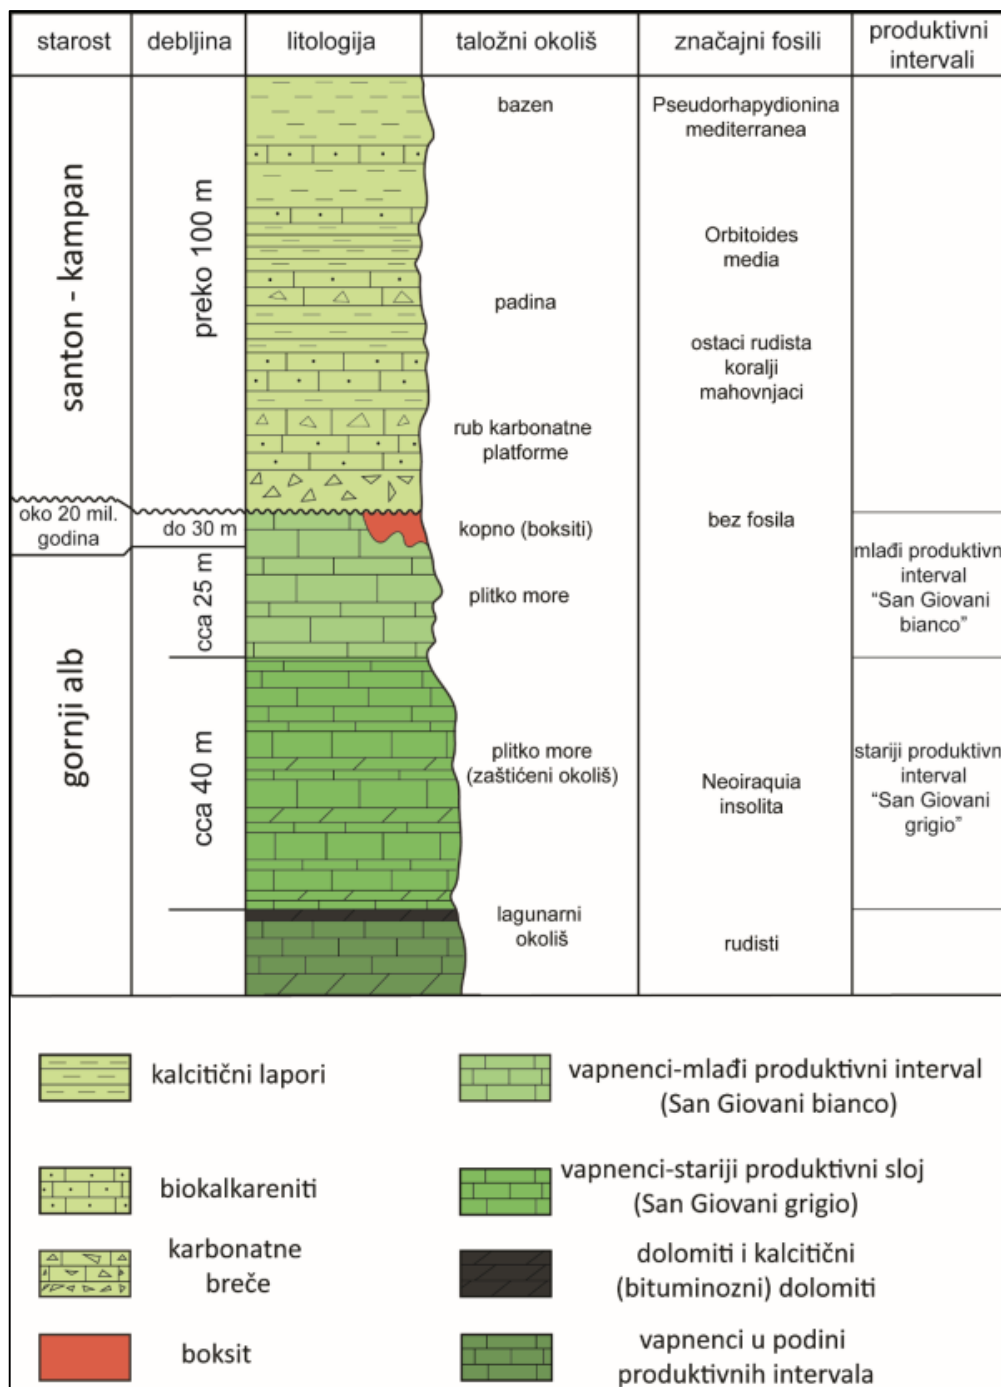 starost
debljina
litologija
taložni okoliš
značajni fosili
produktivni
intervali
santon - kampan
preko 100 m
bazen
Pseudorhapydionina
mediterranea
Orbitoides
media
padina
ostaci rudista
koralji
mahovnjaci
rub karbonatne
platforme
oko 20 mil.
godina
do 30 m
kopno (boksiti)
bez fosila
gornji alb
cca 25 m
plitko more
mlađi produktivn
interval
“San Giovani
bianco”
cca 40 m
plitko more
(zaštićeni okoliš)
Neoiraquia
insolita
stariji produktivn
interval
“San Giovani
grigio”
lagunarni
okoliš
rudisti
kalcitični lapori
biokalkareniti
karbonatne
breče
boksit
vapnenci-mlađi produktivni interval
(San Giovani bianco)
vapnenci-stariji produktivni sloj
(San Giovani grigio)
dolomiti i kalcitični
(bituminozni) dolomiti
vapnenci u podini
produktivnih intervala